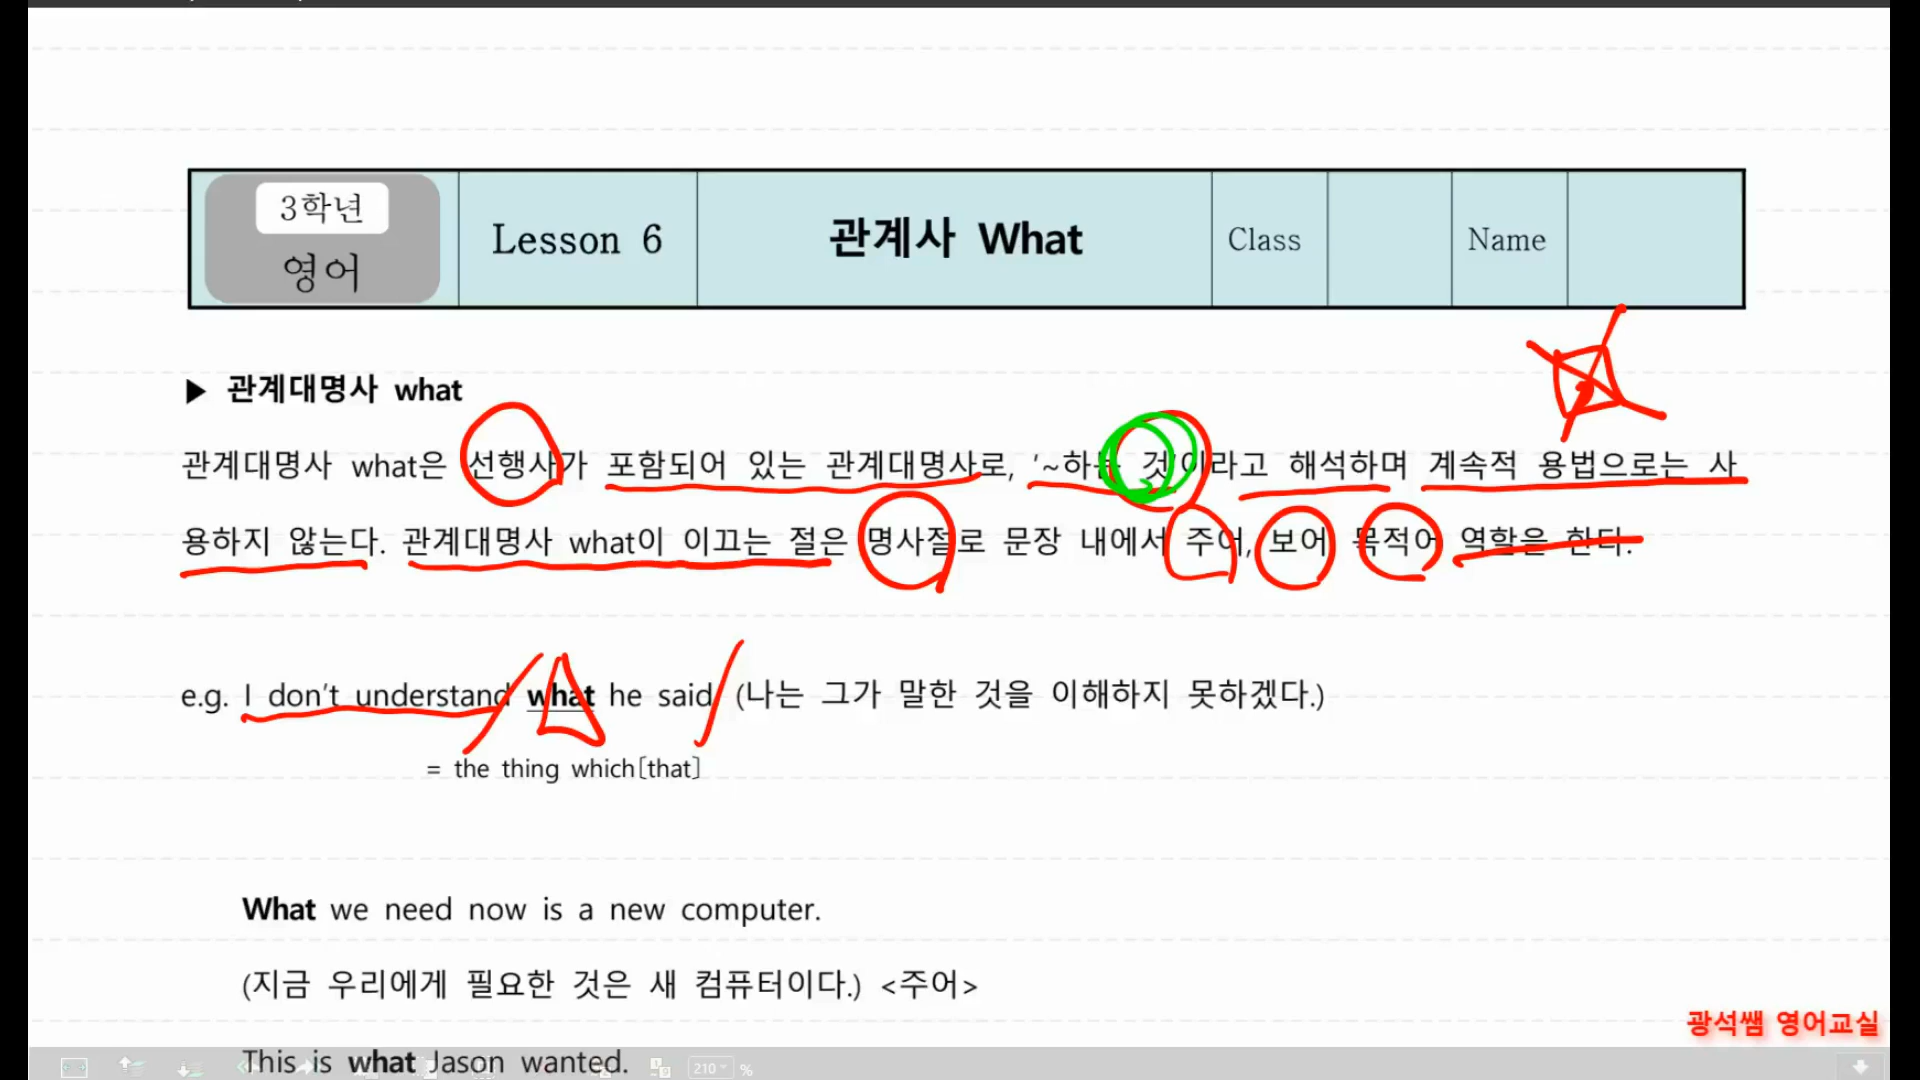 3학년
영어
Lesson 6
관계사 What
Class
Name
▶ 관계대명사 what
관계대명사 what은 선행사가 포함되어 있는 관계대명사로, '~하는 것'이라고 해석하며 계속적 용법으로는 사
용하지 않는다. 관계대명사 what이 이끄는 절은 명사절로 문장 내에서 주어, 보어 목적어 역할을 한다.
e.g. I don't understand what he said (나는 그가 말한 것을 이해하지 못하겠다.)
= the thing which[that]
What we need now is a new computer.
(지금 우리에게 필요한 것은 새 컴퓨터이다.) <주어>
광석쌤 영어교실
This is what Jason wanted.
210 %